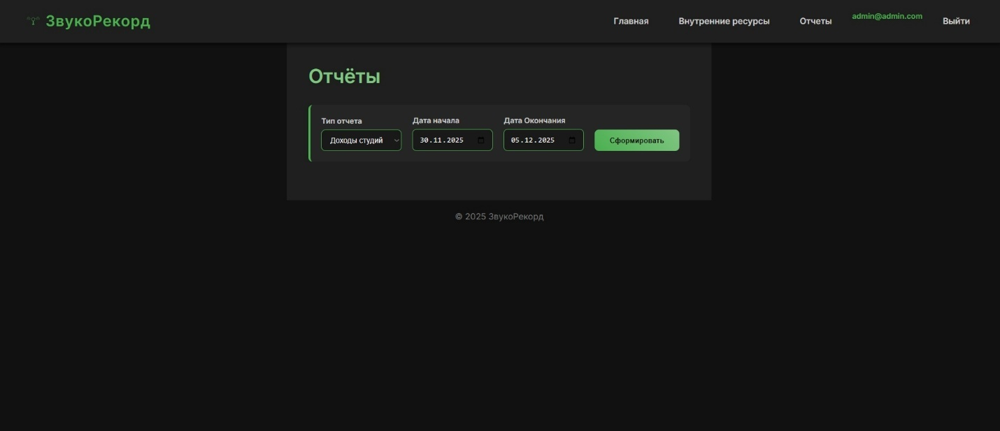 ЗвукоРекорд
Главная Внутренние ресурсы Отчеты admin@admin.com Выйти
Отчёты
Тип отчета Дата начала Дата Окончания
Доходы студий 30.11.2025 05.12.2025 Сформировать
© 2025 ЗвукоРекорд